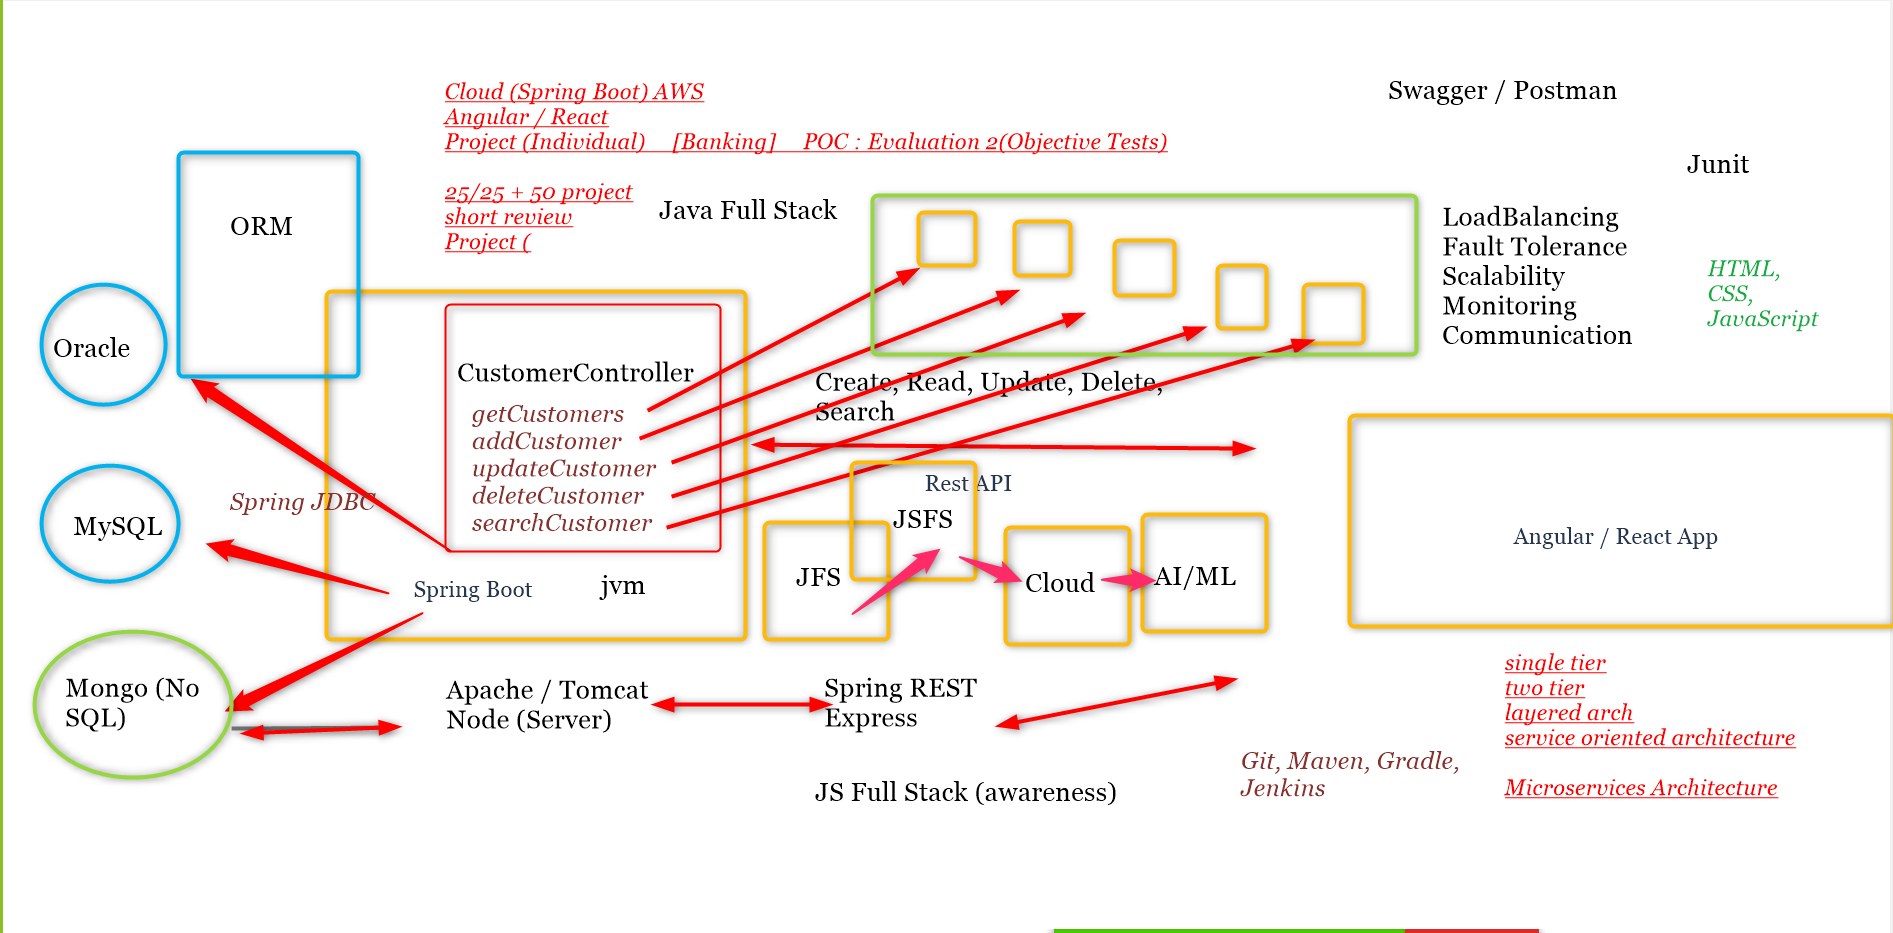 Cloud (Spring Boot) AWS
Angular / React
Project (Individual) [Banking] POC : Evaluation 2(Objective Tests)
25/25 + 50 project
short review
Project (
Swagger / Postman
Junit
Java Full Stack
ORM
LoadBalancing
Fault Tolerance
Scalability
Monitoring
Communication
HTML,
CSS,
JavaScript
Oracle
CustomerController
getCustomers
addCustomer
updateCustomer
deleteCustomer
searchCustomer
Create, Read, Update, Delete,
Search
Spring JDBC
MySQL
Rest API
JSFS
JFS
Cloud
AI/ML
Angular / React App
Spring Boot
jvm
Mongo (No
SQL)
Apache / Tomcat
Node (Server)
Spring REST
Express
single tier
two tier
layered arch
service oriented architecture
Microservices Architecture
Git, Maven, Gradle,
Jenkins
JS Full Stack (awareness)